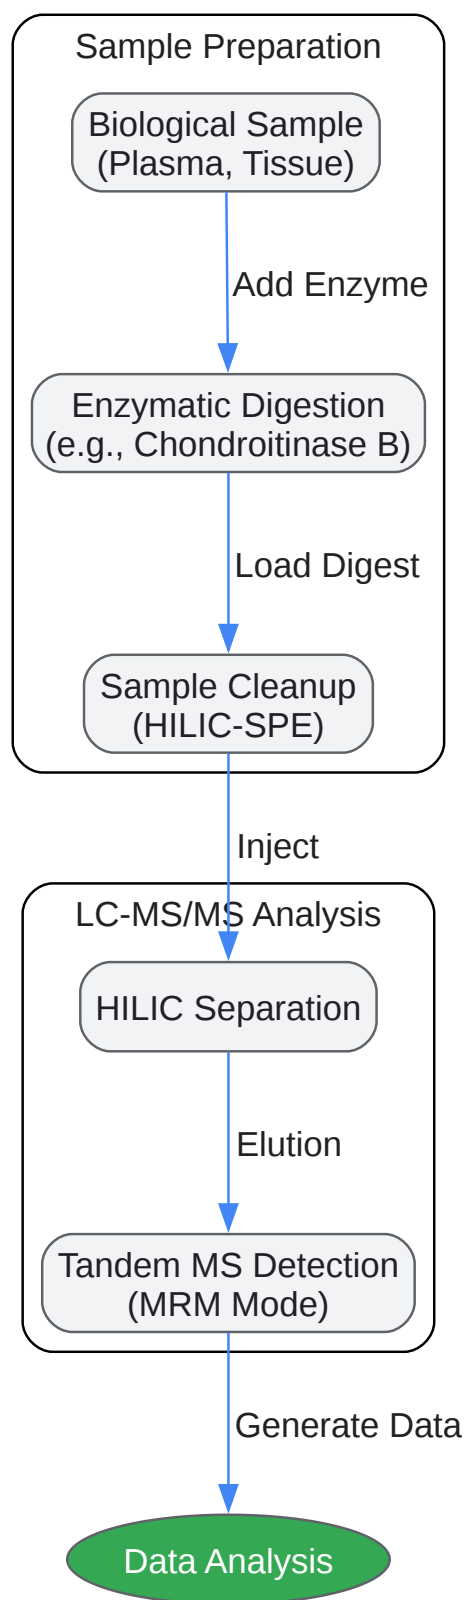 Sample Preparation
Biological Sample
(Plasma, Tissue)
Add Enzyme
Enzymatic Digestion
(e.g., Chondroitinase B)
Load Digest
Sample Cleanup
(HILIC-SPE)
Inject
LC-MS/MS Analysis
HILIC Separation
Elution
Tandem MS Detection
(MRM Mode)
Generate Data
Data Analysis